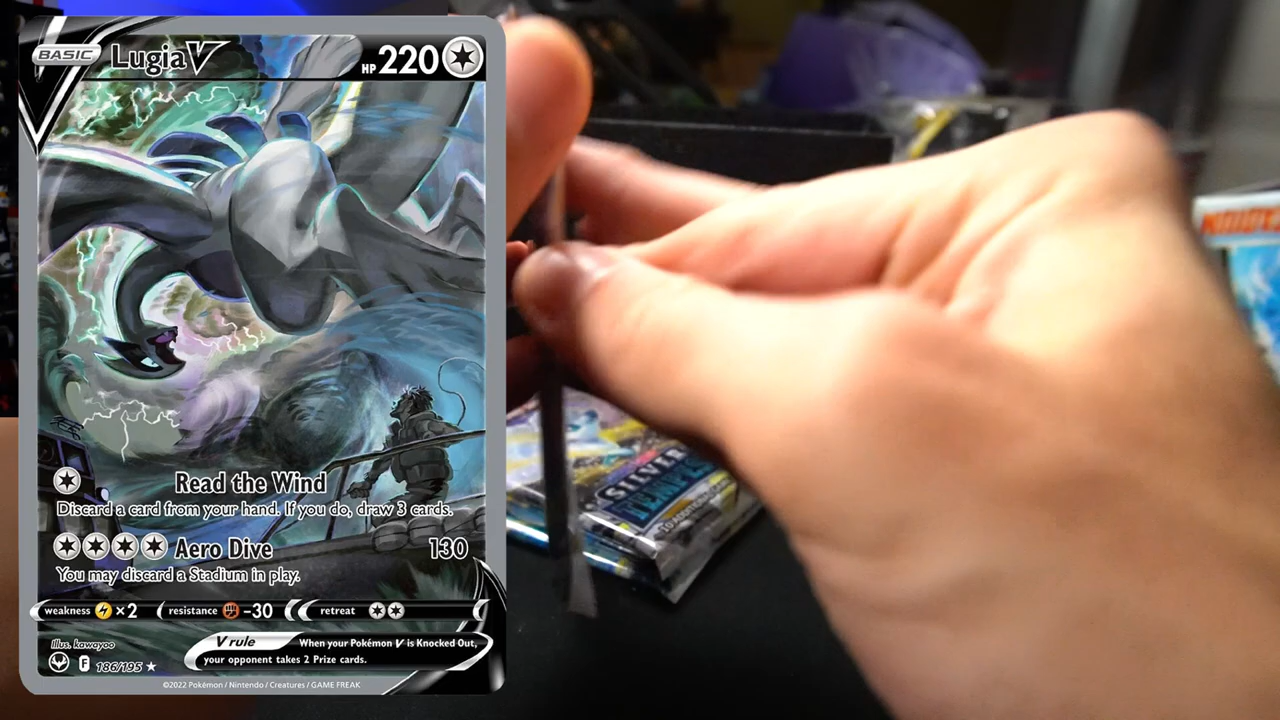 BASIC Lugia V HP 220
Read the Wind
Discard a card from your hand. If you do, draw 3 cards.
Aero Dive 130
You may discard a Stadium in play.
weakness ×2 resistance -30 retreat
Illus. kawayoo
V rule When your Pokémon V is Knocked Out,
your opponent takes 2 Prize cards.
F 186/195
©2022 Pokémon / Nintendo / Creatures / GAME FREAK
SILVER
10 ADDITIONAL